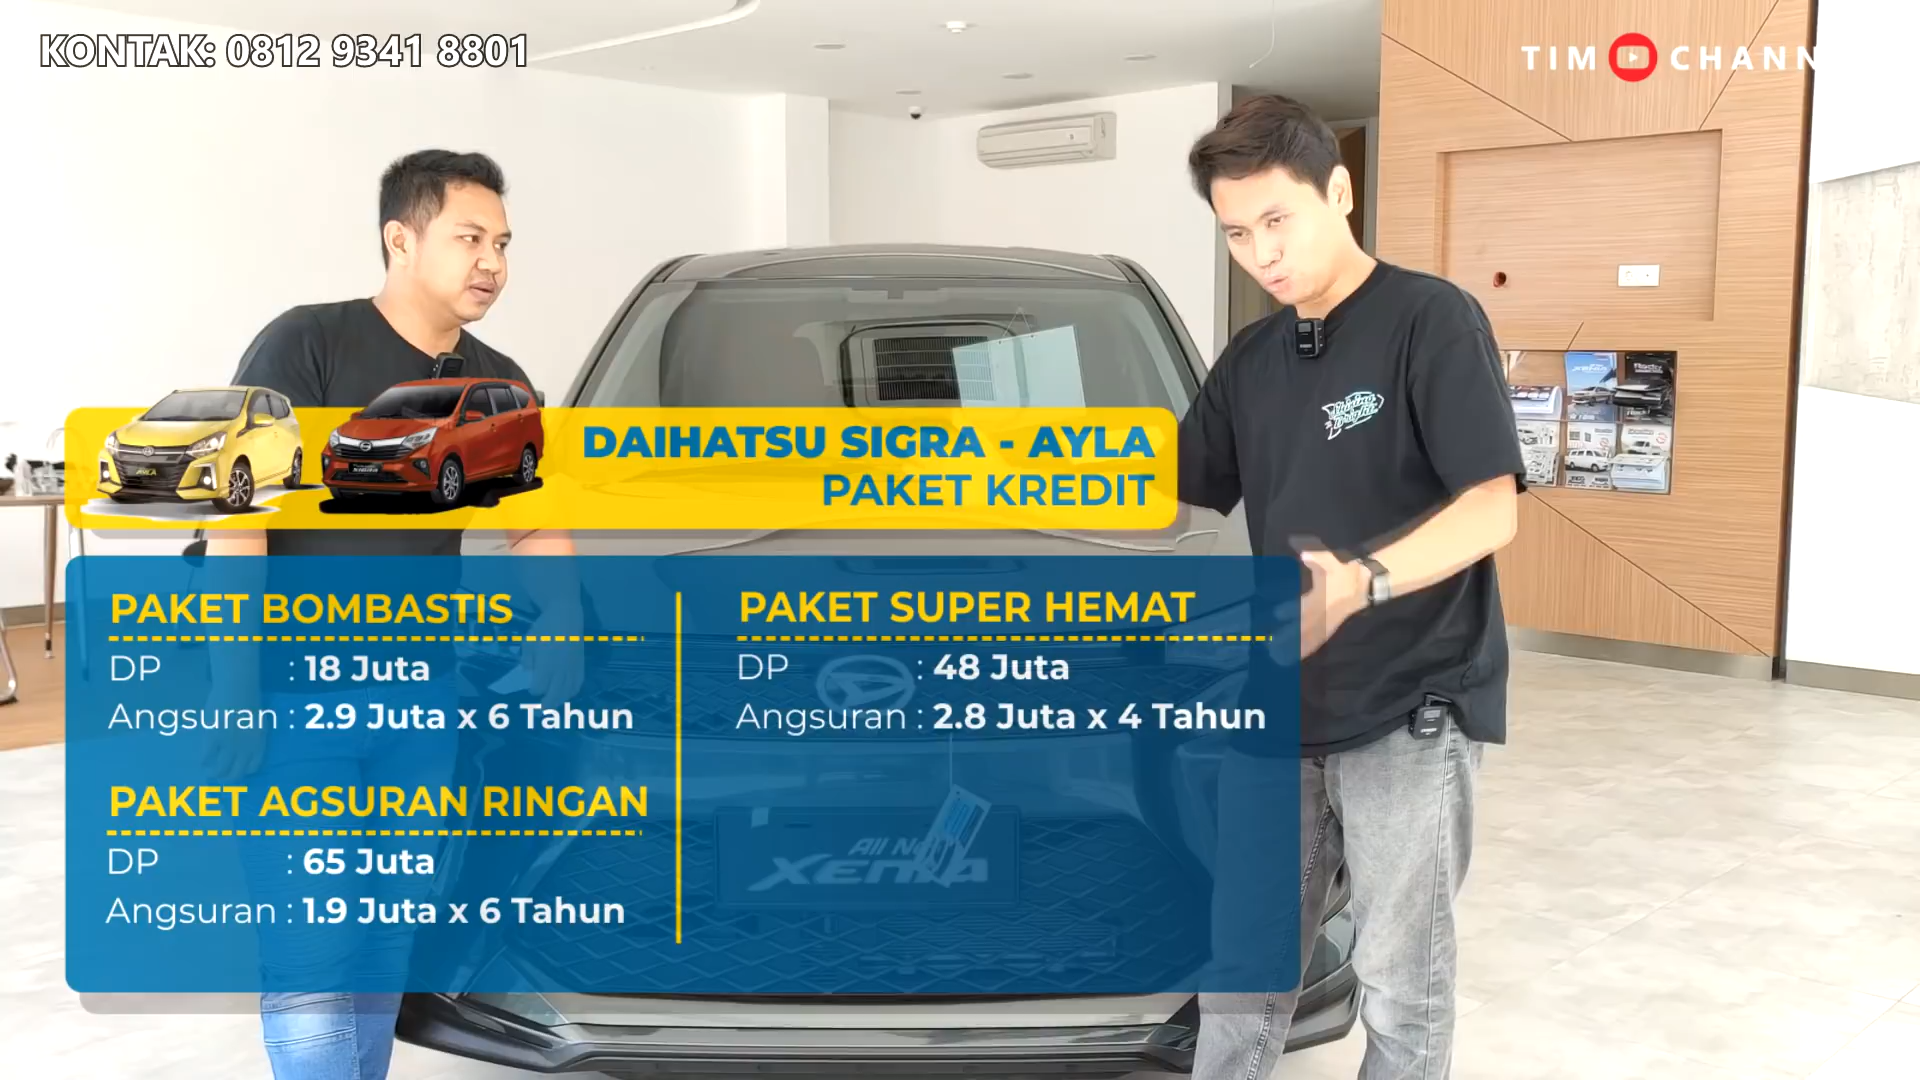 KONTAK: 0812 9341 8801
TIM CHANN
DAIHATSU SIGRA - AYLA
PAKET KREDIT
PAKET BOMBASTIS
DP : 18 Juta
Angsuran : 2.9 Juta x 6 Tahun
PAKET AGSURAN RINGAN
DP : 65 Juta
Angsuran : 1.9 Juta x 6 Tahun
PAKET SUPER HEMAT
DP : 48 Juta
Angsuran : 2.8 Juta x 4 Tahun
All New
XENIA
AYLA